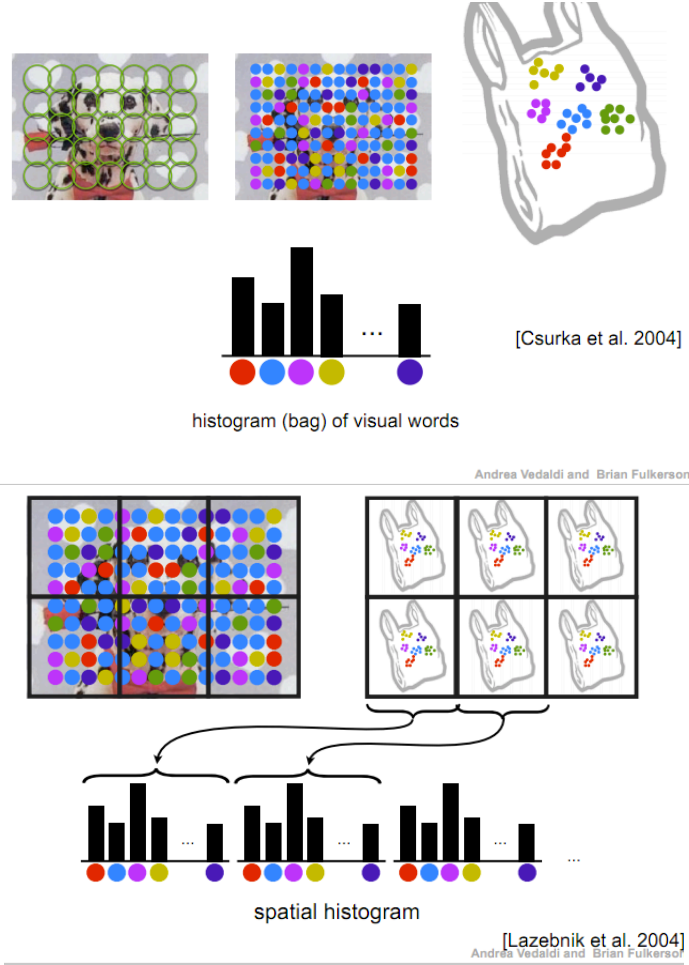 [Csurka et al. 2004]
...
histogram (bag) of visual words
Andrea Vedaldi and Brian Fulkerson
... ... ... ...
spatial histogram
[Lazebnik et al. 2004]
Andrea Vedaldi and Brian Fulkerson